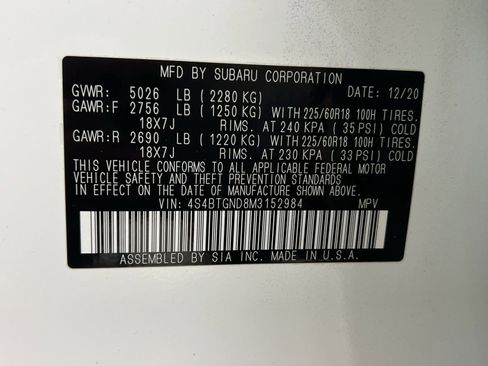 MFD BY SUBARU CORPORATION
GVWR: 5026 LB ( 2280 KG) DATE: 12/20
GAWR:F 2756 LB ( 1250 KG) WITH 225/60R18 100H TIRES.
18X7J RIMS. AT 240 KPA ( 35 PSI) COLD
GAWR:R 2690 LB ( 1220 KG) WITH 225/60R18 100H TIRES.
18X7J RIMS. AT 230 KPA ( 33 PSI) COLD
THIS VEHICLE CONFORMS TO ALL APPLICABLE FEDERAL MOTOR
VEHICLE SAFETY, BUMPER, AND THEFT PREVENTION STANDARDS
IN EFFECT ON THE DATE OF MANUFACTURE SHOWN ABOVE.
VIN: 4S4BTGND8M3152984 MPV
ASSEMBLED BY SIA INC. MADE IN U.S.A.